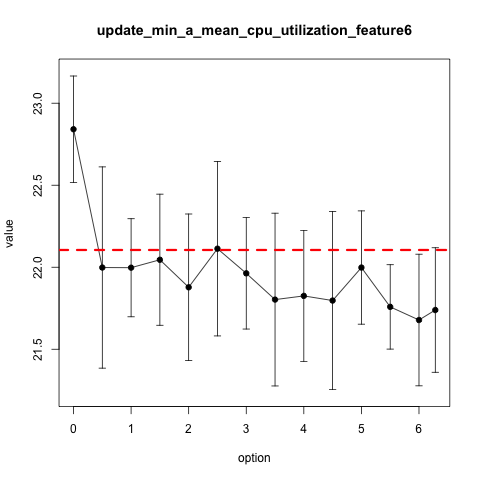 update_min_a_mean_cpu_utilization_feature6
value
23.0
22.5
22.0
21.5
0 1 2 3 4 5 6
option